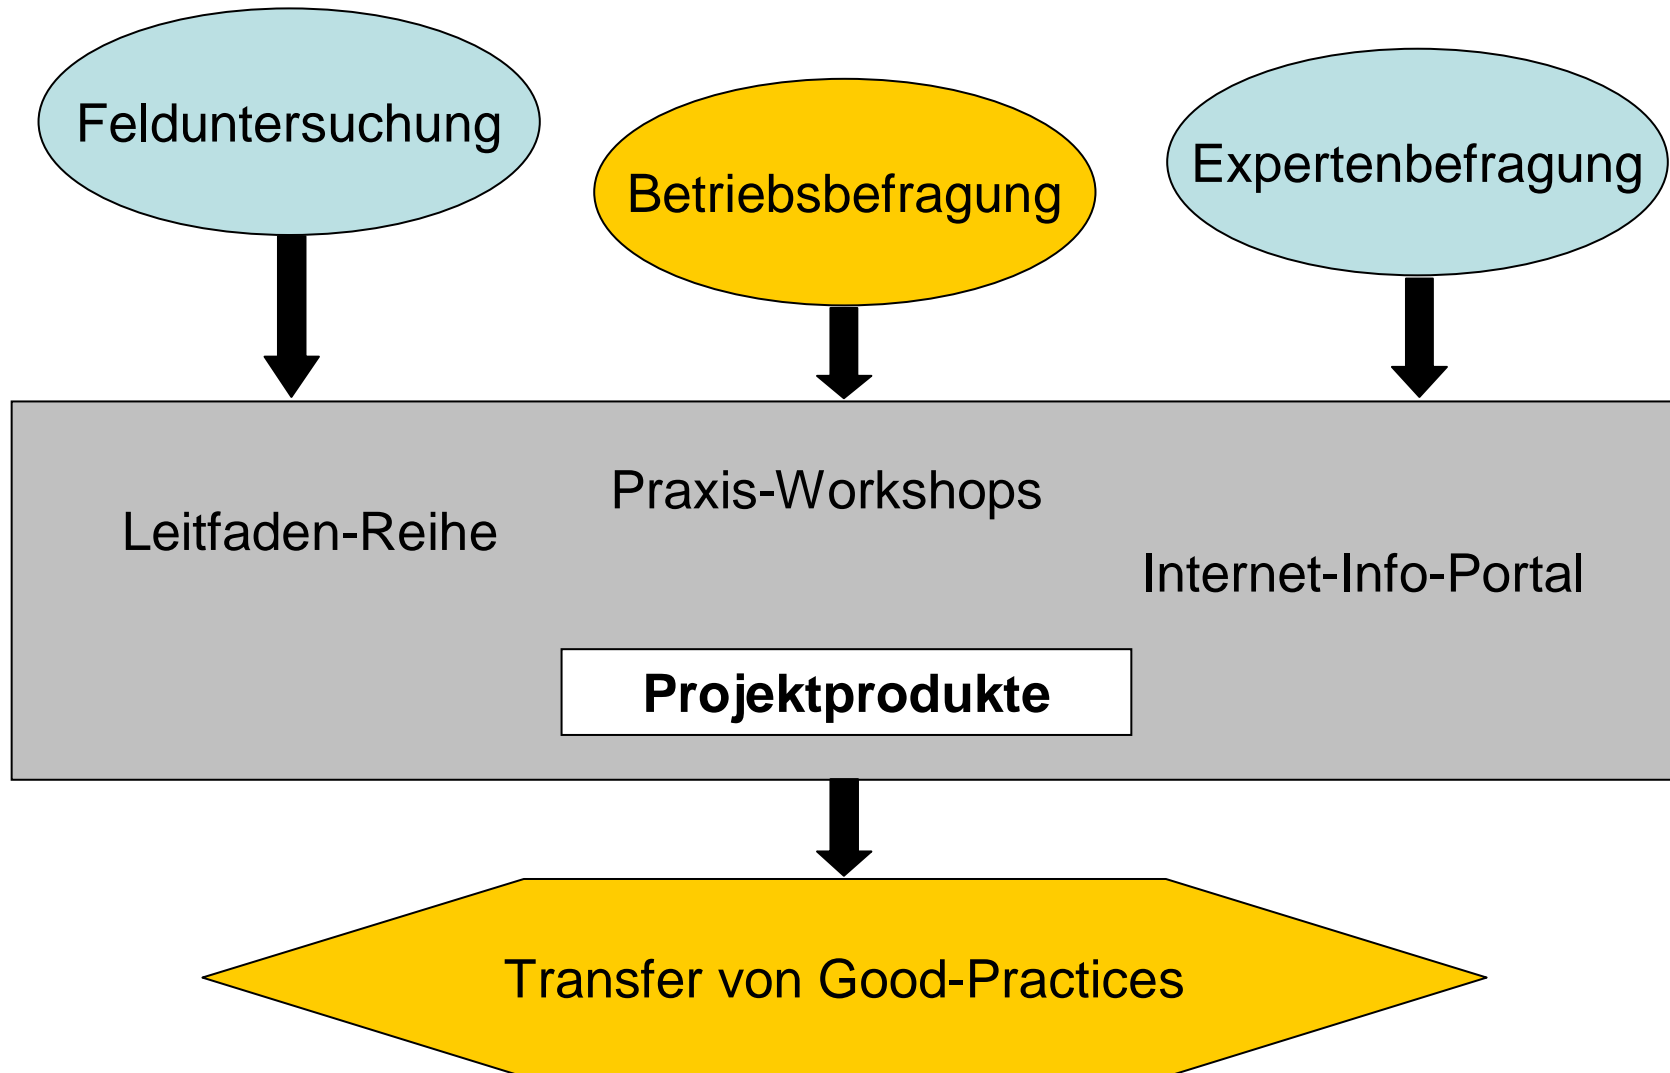 Felduntersuchung
Betriebsbefragung
Expertenbefragung
Leitfaden-Reihe
Praxis-Workshops
Internet-Info-Portal
Projektprodukte
Transfer von Good-Practices